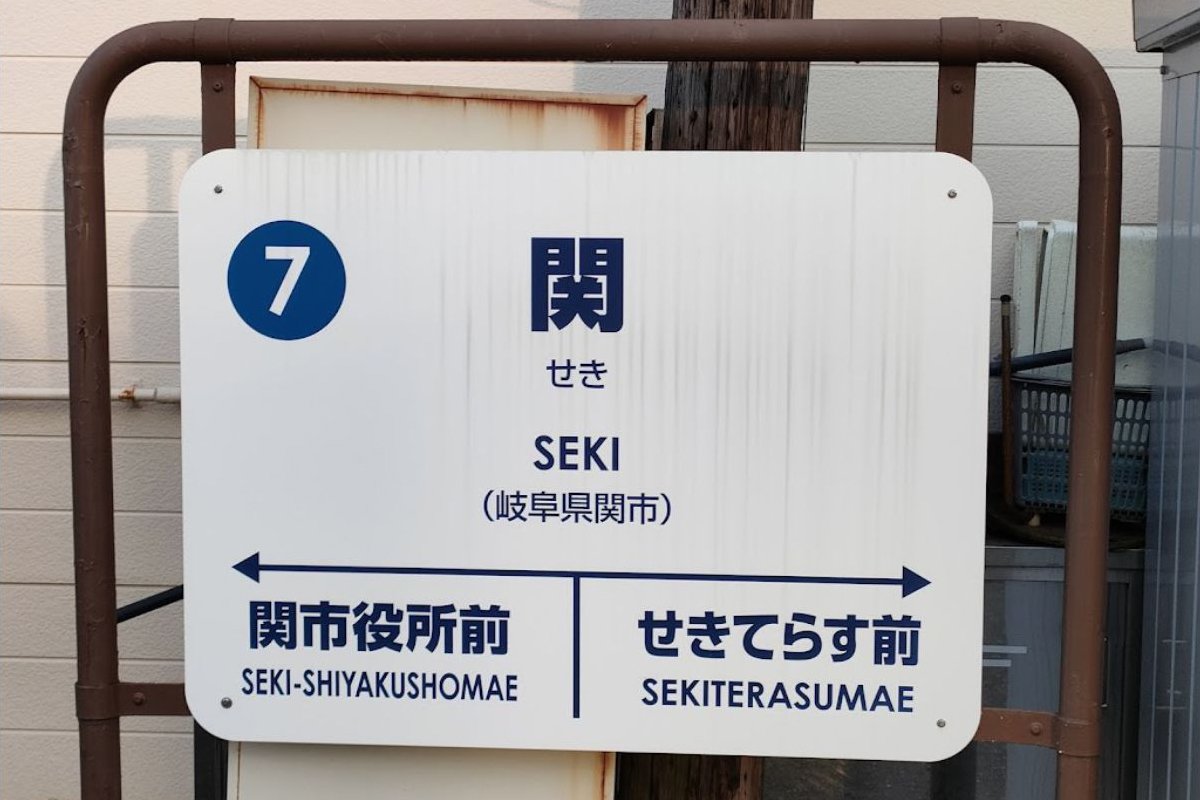 7
関
せき
SEKI
（岐阜県関市）
関市役所前
SEKI-SHIYAKUSHOMAE
せきてらす前
SEKITERASUMAE